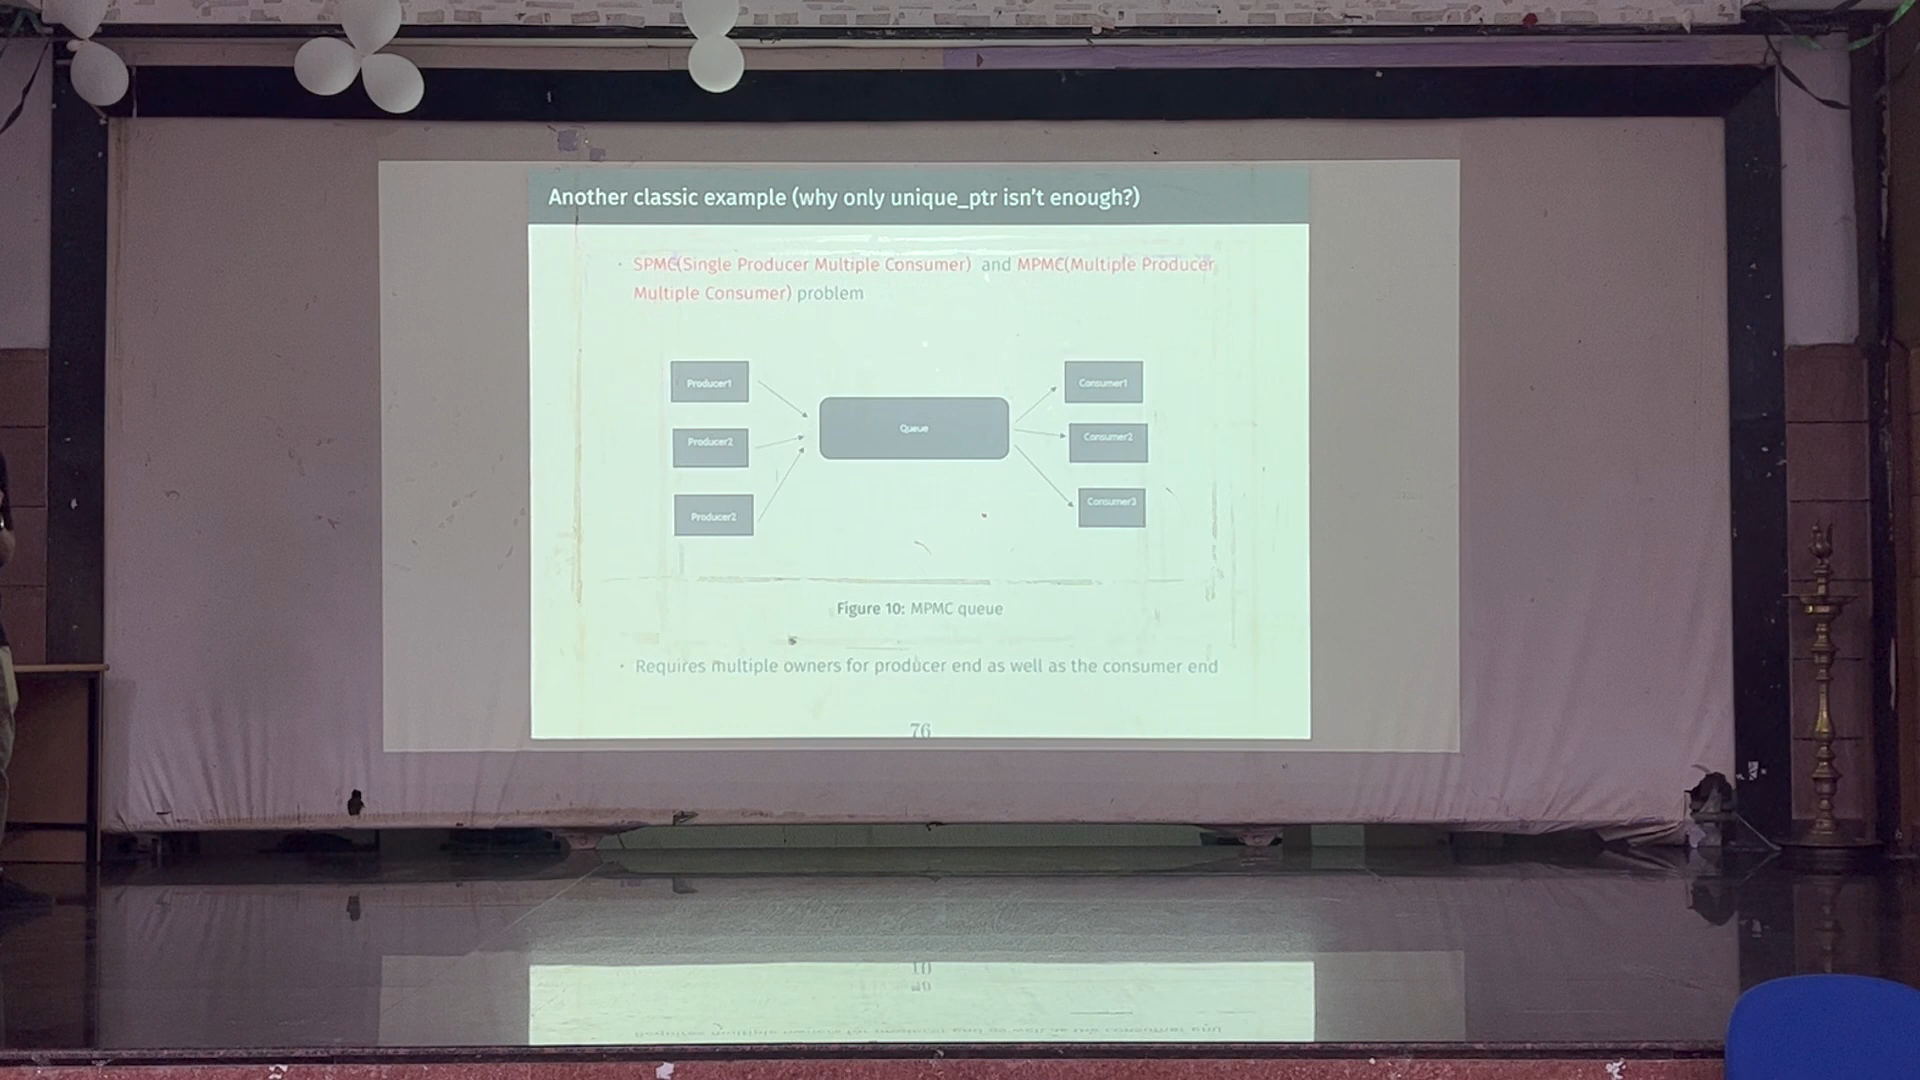 Another classic example (why only unique_ptr isn't enough?)
· SPMC(Single Producer Multiple Consumer) and MPMC(Multiple Producer
Multiple Consumer) problem
Producer1
Consumer1
Queue
Producer2
Consumer2
Producer2
Consumer3
Figure 10: MPMC queue
· Requires multiple owners for producer end as well as the consumer end
76